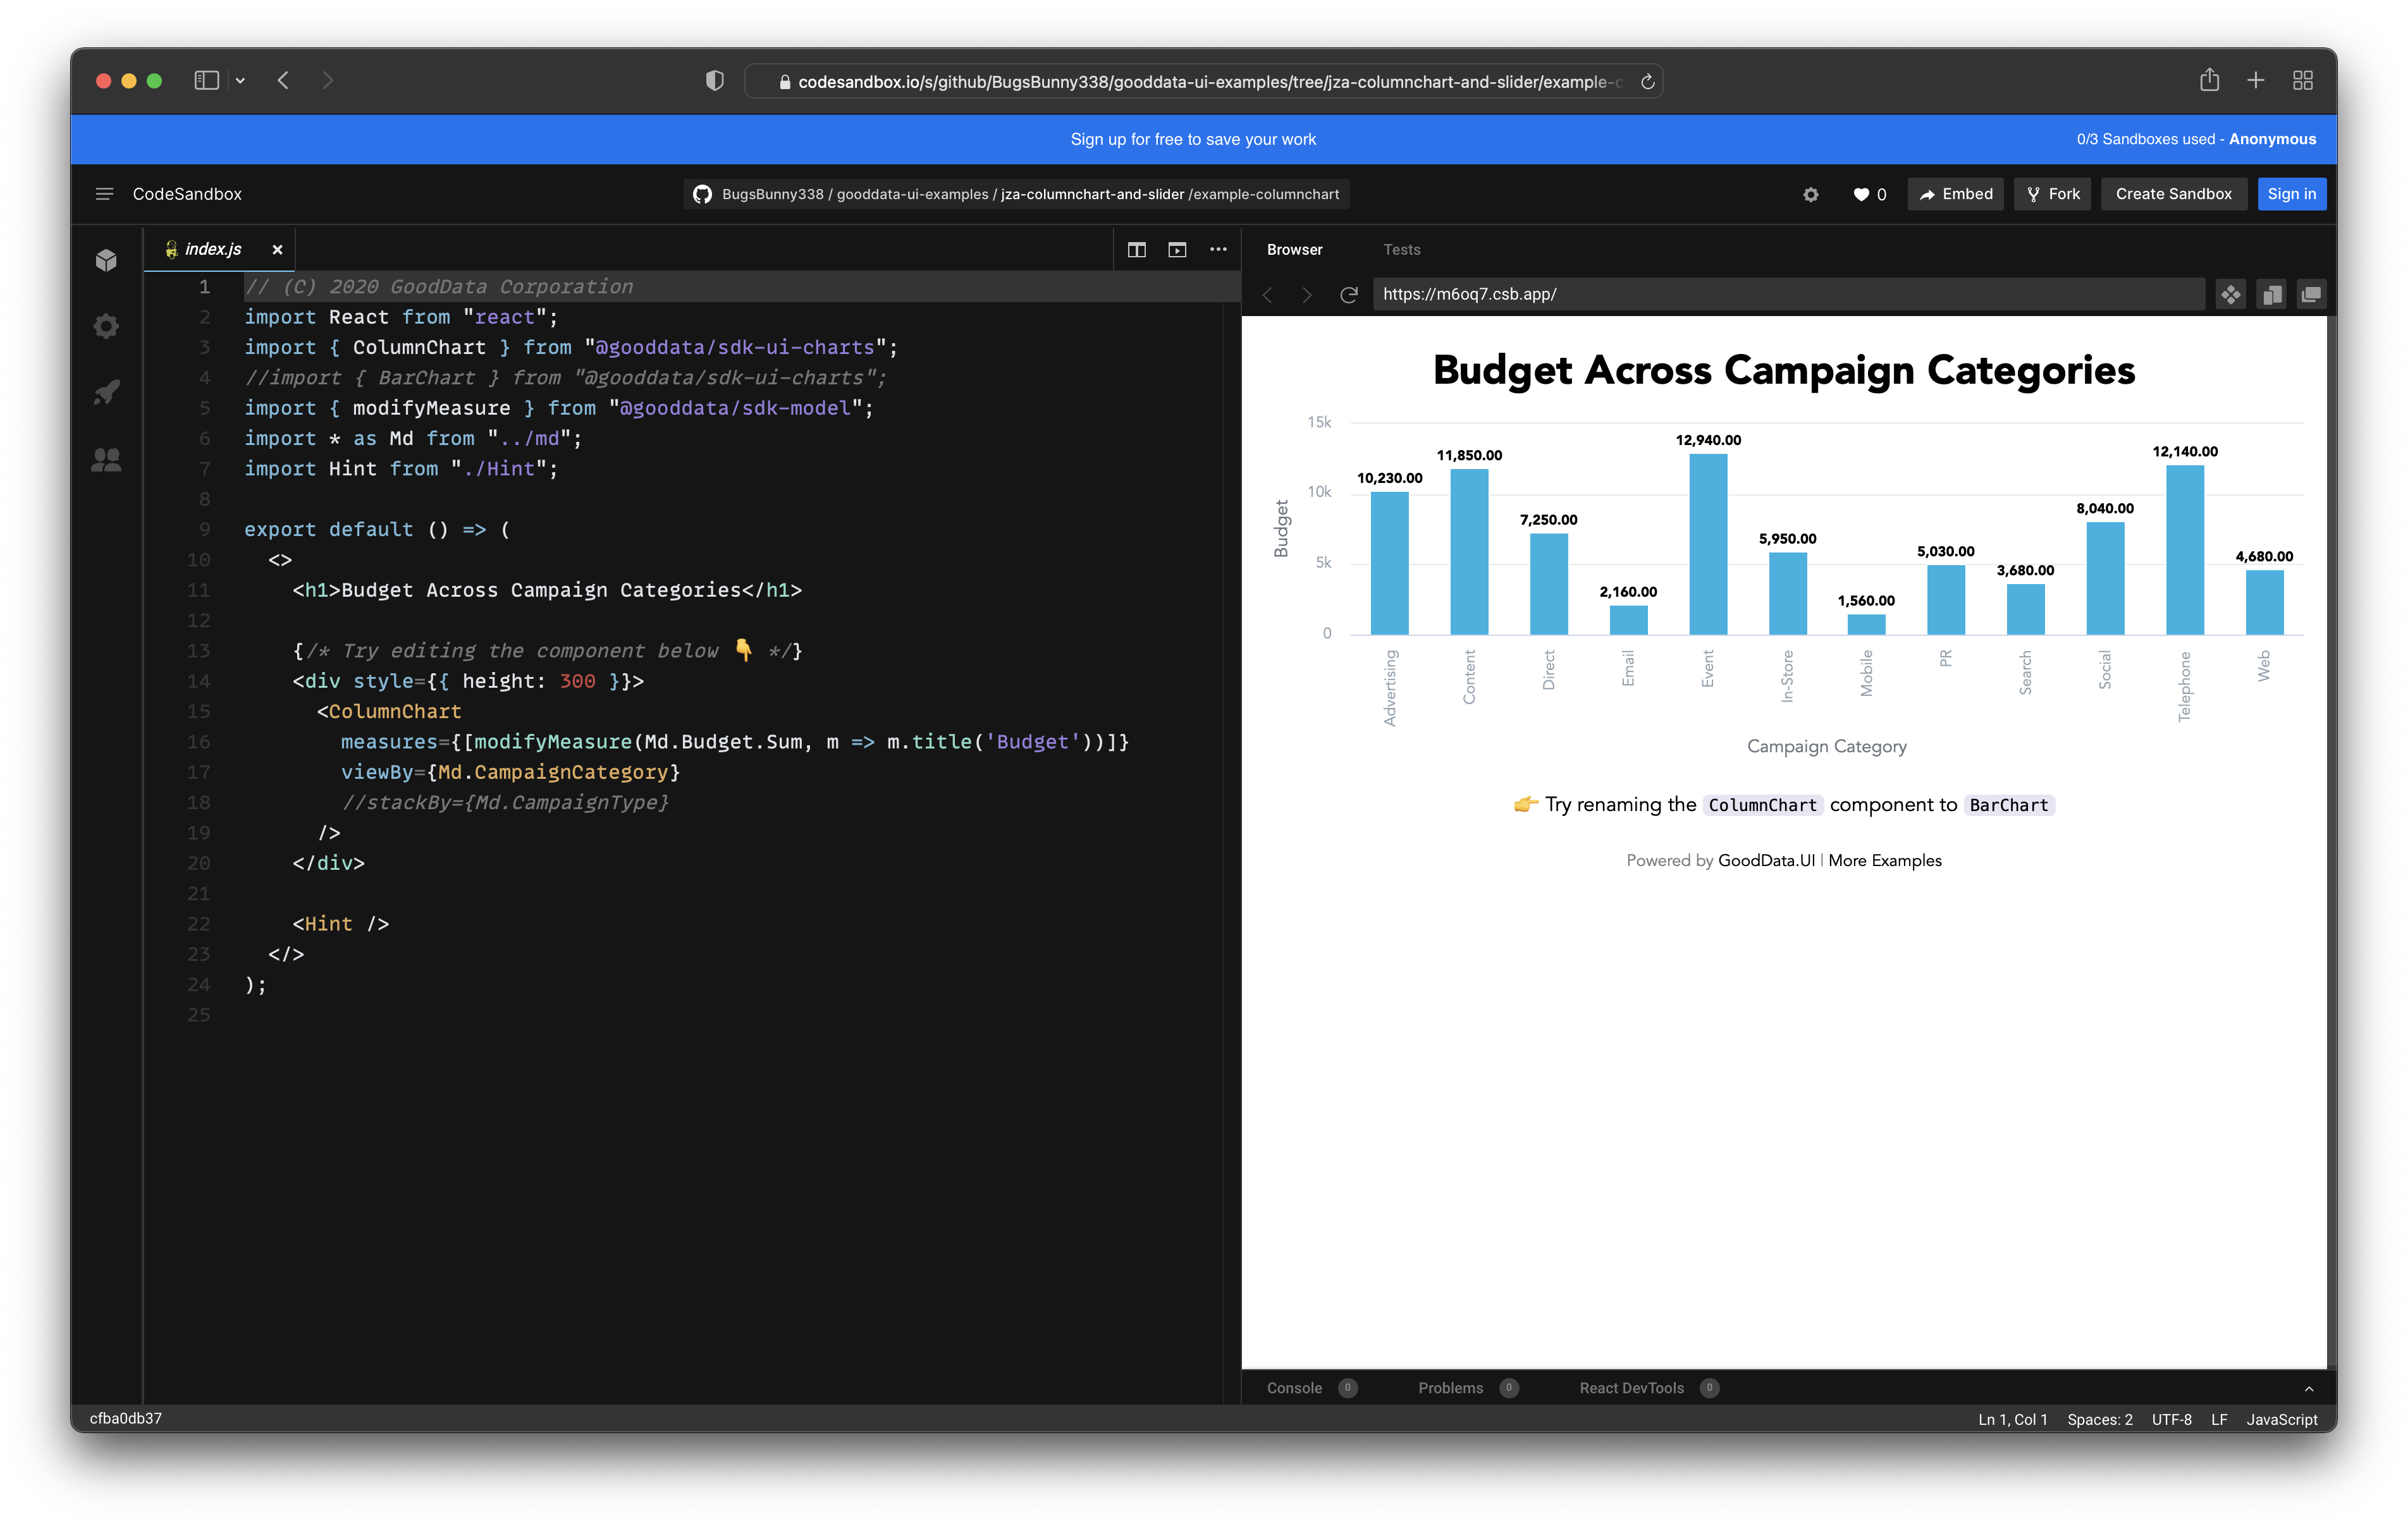 codesandbox.io/s/github/BugsBunny338/gooddata-ui-examples/tree/jza-columnchart-and-slider/example-c
Sign up for free to save your work
0/3 Sandboxes used - Anonymous
CodeSandbox
BugsBunny338 / gooddata-ui-examples / jza-columnchart-and-slider /example-columnchart
0
Embed
Fork
Create Sandbox
Sign in
index.js
1 // (C) 2020 GoodData Corporation
2 import React from "react";
3 import { ColumnChart } from "@gooddata/sdk-ui-charts";
4 //import { BarChart } from "@gooddata/sdk-ui-charts";
5 import { modifyMeasure } from "@gooddata/sdk-model";
6 import * as Md from "../md";
7 import Hint from "./Hint";
8
9 export default () => (
10 <>
11 <h1>Budget Across Campaign Categories</h1>
12
13 {/* Try editing the component below 👇 */}
14 <div style={{ height: 300 }}>
15 <ColumnChart
16 measures={[modifyMeasure(Md.Budget.Sum, m => m.title('Budget'))]}
17 viewBy={Md.CampaignCategory}
18 //stackBy={Md.CampaignType}
19 />
20 </div>
21
22 <Hint />
23 </>
24 );
25
Browser
Tests
https://m6oq7.csb.app/
Budget Across Campaign Categories
15k
10k
5k
0
Budget
10,230.00
11,850.00
7,250.00
2,160.00
12,940.00
5,950.00
1,560.00
5,030.00
3,680.00
8,040.00
12,140.00
4,680.00
Advertising
Content
Direct
Email
Event
In-Store
Mobile
PR
Search
Social
Telephone
Web
Campaign Category
👉 Try renaming the ColumnChart component to BarChart
Powered by GoodData.UI | More Examples
Console 0
Problems 0
React DevTools 0
cfba0db37
Ln 1, Col 1
Spaces: 2
UTF-8
LF
JavaScript